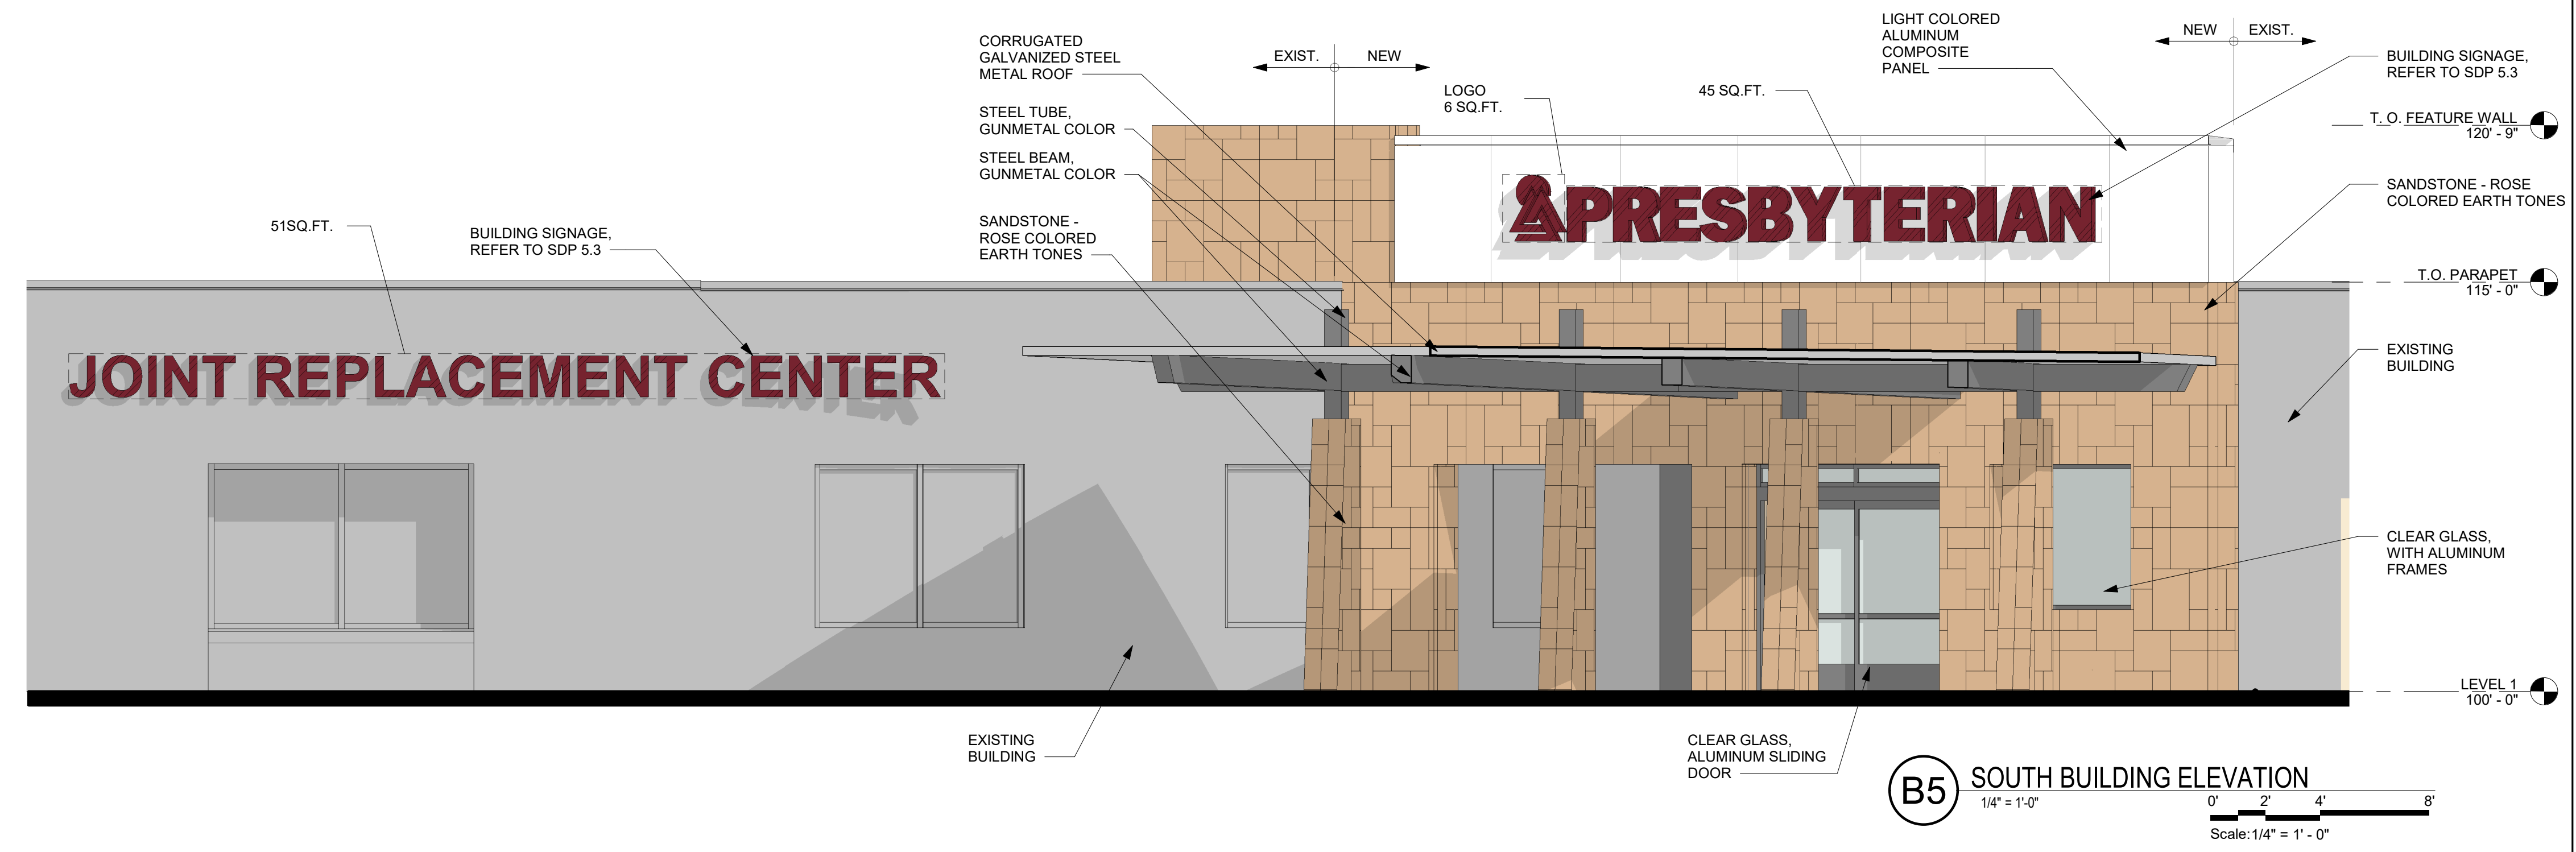 CORRUGATED
GALVANIZED STEEL
METAL ROOF
STEEL TUBE,
GUNMETAL COLOR
STEEL BEAM,
GUNMETAL COLOR
SANDSTONE -
ROSE COLORED
EARTH TONES
51SQ.FT.
BUILDING SIGNAGE,
REFER TO SDP 5.3
EXIST.
NEW
LOGO
6 SQ.FT.
45 SQ.FT.
LIGHT COLORED
ALUMINUM
COMPOSITE
PANEL
NEW
EXIST.
BUILDING SIGNAGE,
REFER TO SDP 5.3
T. O. FEATURE WALL
120' - 9"
SANDSTONE - ROSE
COLORED EARTH TONES
T.O. PARAPET
115' - 0"
PRESBYTERIAN
JOINT REPLACEMENT CENTER
EXISTING
BUILDING
CLEAR GLASS,
WITH ALUMINUM
FRAMES
LEVEL 1
100' - 0"
EXISTING
BUILDING
CLEAR GLASS,
ALUMINUM SLIDING
DOOR
B5
SOUTH BUILDING ELEVATION
1/4" = 1'-0"
0' 2' 4' 8'
Scale:1/4" = 1' - 0"